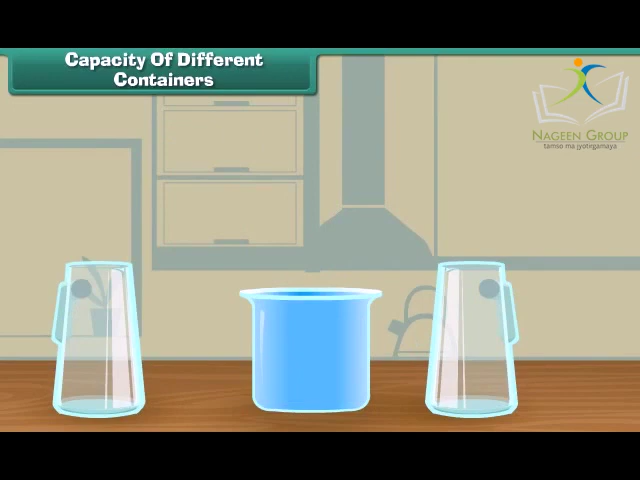 Capacity Of Different
Containers
NAGEEN GROUP
tamso ma jyotirgamaya